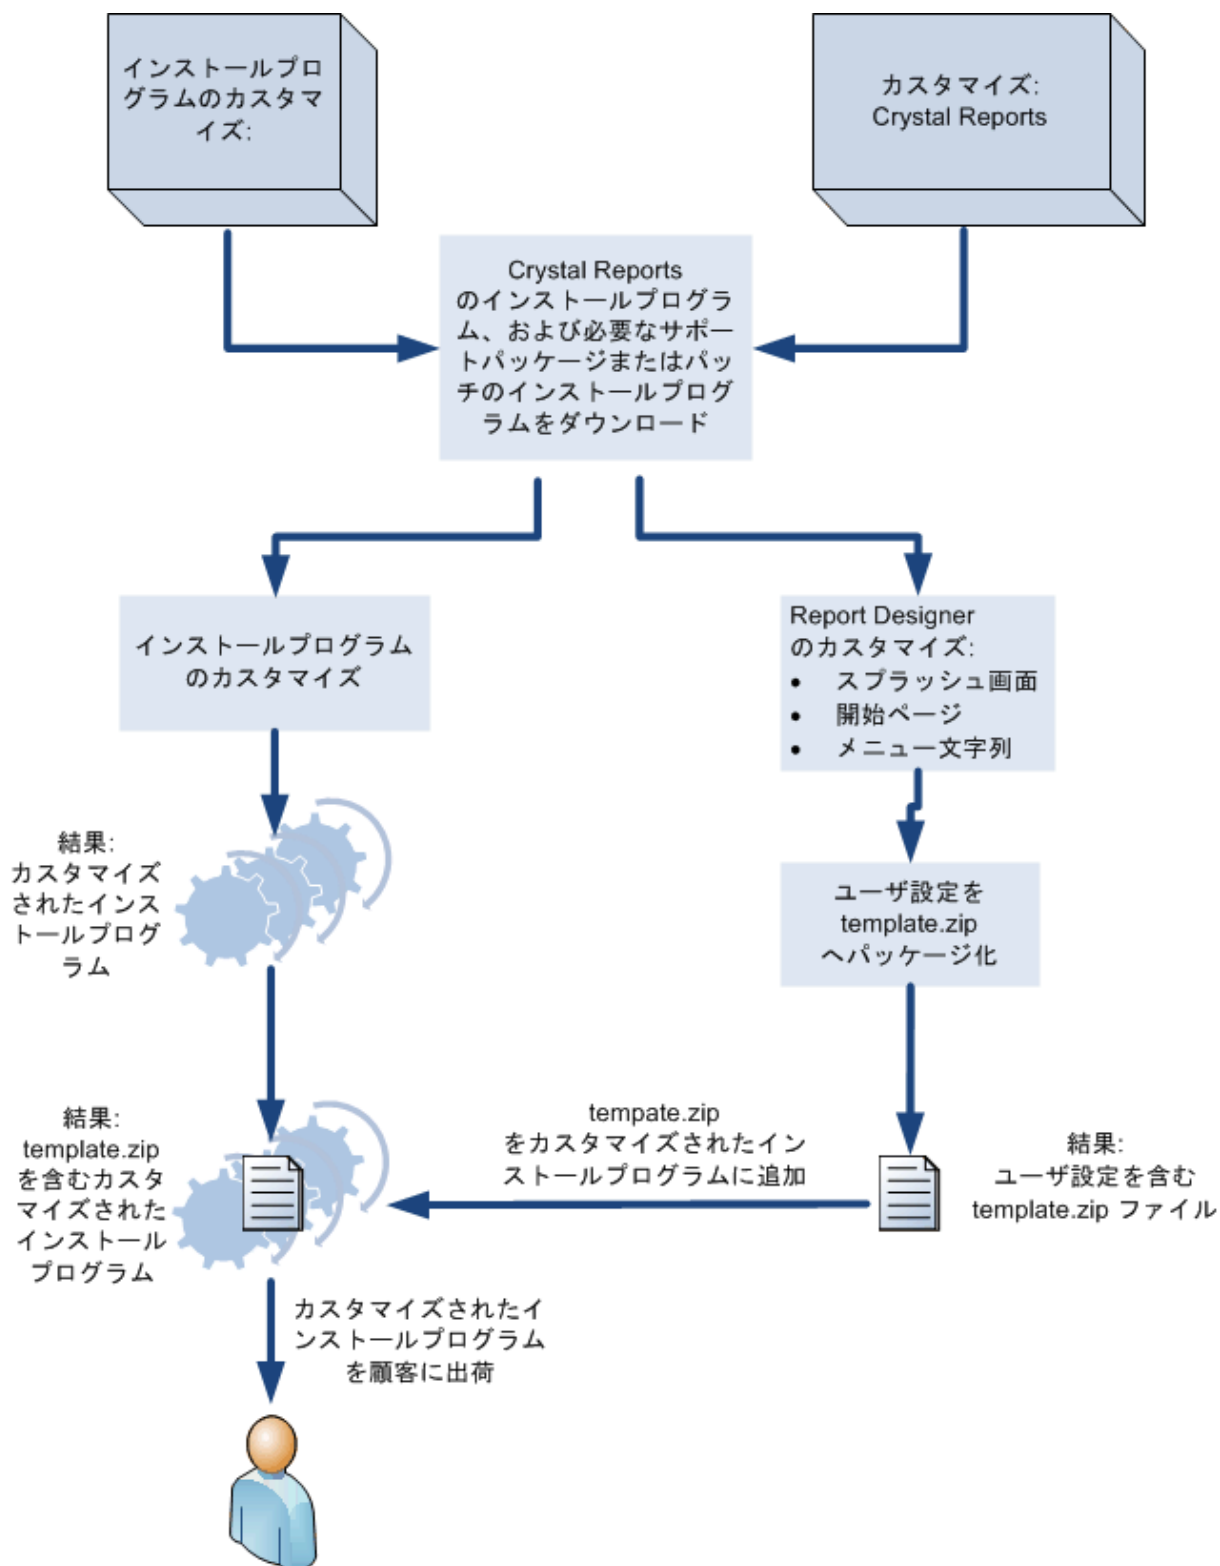 インストールプロ
グラムのカスタマ
イズ:
カスタマイズ:
Crystal Reports
Crystal Reports
のインストールプログラ
ム、および必要なサポー
トパッケージまたはパッ
チのインストールプログ
ラムをダウンロード
インストールプログラム
のカスタマイズ
Report Designer
のカスタマイズ:
• スプラッシュ画面
• 開始ページ
• メニュー文字列
結果:
カスタマイズ
されたインス
トールプログ
ラム
ユーザ設定を
template.zip
へパッケージ化
結果:
template.zip
を含むカスタ
マイズされた
インストール
プログラム
tempate.zip
をカスタマイズされたイン
ストールプログラムに追加
結果:
ユーザ設定を含む
template.zip ファイル
カスタマイズされたイ
ンストールプログラム
を顧客に出荷